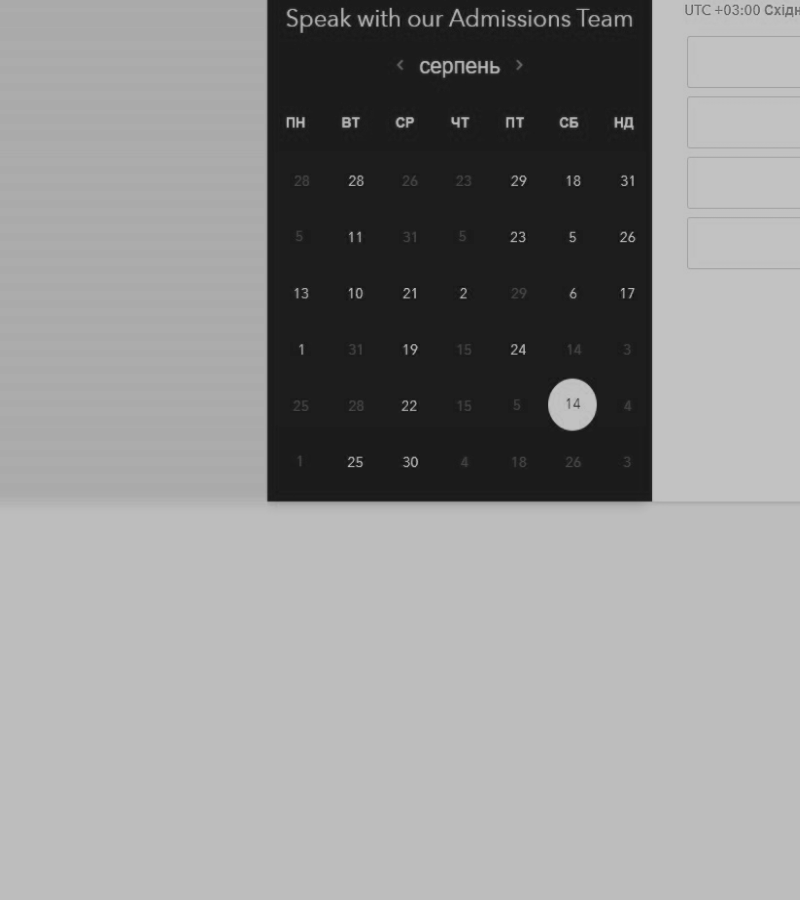 Speak with our Admissions Team
UTC +03:00 Східн
‹ серпень ›
ПН ВТ СР ЧТ ПТ СБ НД
28 28 26 23 29 18 31
5 11 31 5 23 5 26
13 10 21 2 29 6 17
1 31 19 15 24 14 3
25 28 22 15 5 14 4
1 25 30 4 18 26 3